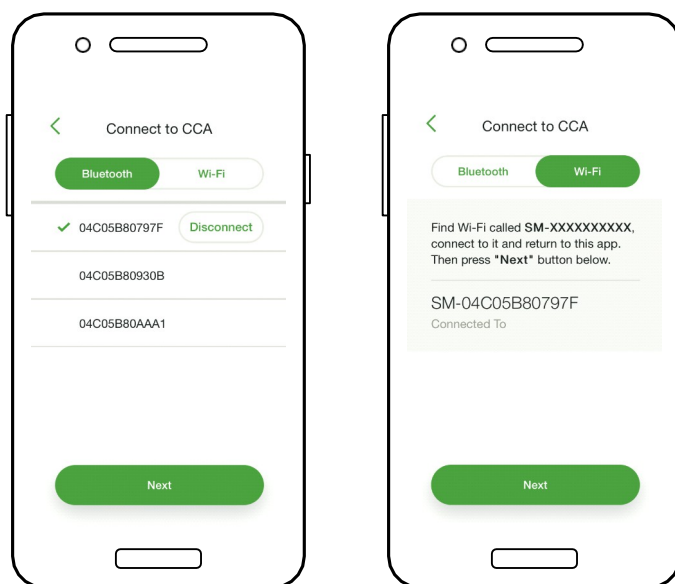 Connect to CCA
Bluetooth Wi-Fi
04C05B80797F Disconnect
04C05B80930B
04C05B80AAA1
Next
Connect to CCA
Bluetooth Wi-Fi
Find Wi-Fi called SM-XXXXXXXXXX,
connect to it and return to this app.
Then press "Next" button below.
SM-04C05B80797F
Connected To
Next